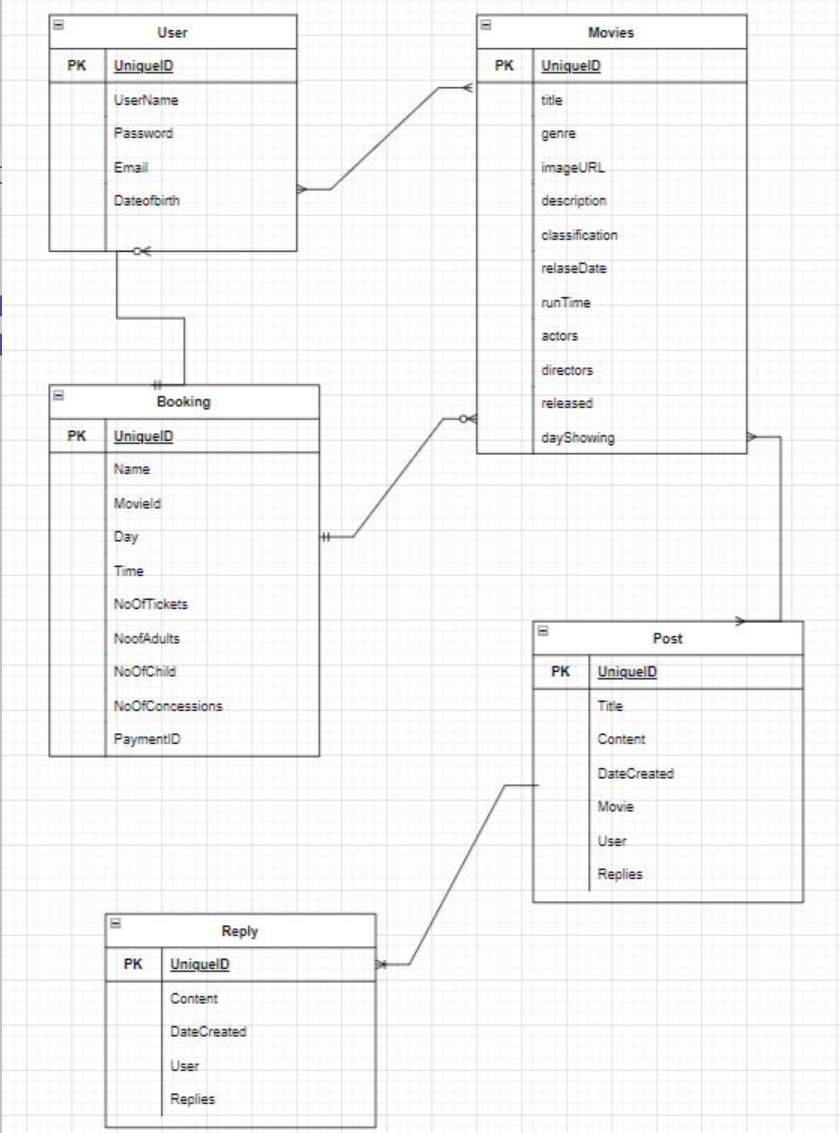 User
PK UniqueID
UserName
Password
Email
Dateofbirth
Movies
PK UniqueID
title
genre
imageURL
description
classification
relaseDate
runTime
actors
directors
released
dayShowing
Booking
PK UniqueID
Name
MovieId
Day
Time
NoOfTickets
NoofAdults
NoOfChild
NoOfConcessions
PaymentID
Post
PK UniqueID
Title
Content
DateCreated
Movie
User
Replies
Reply
PK UniqueID
Content
DateCreated
User
Replies